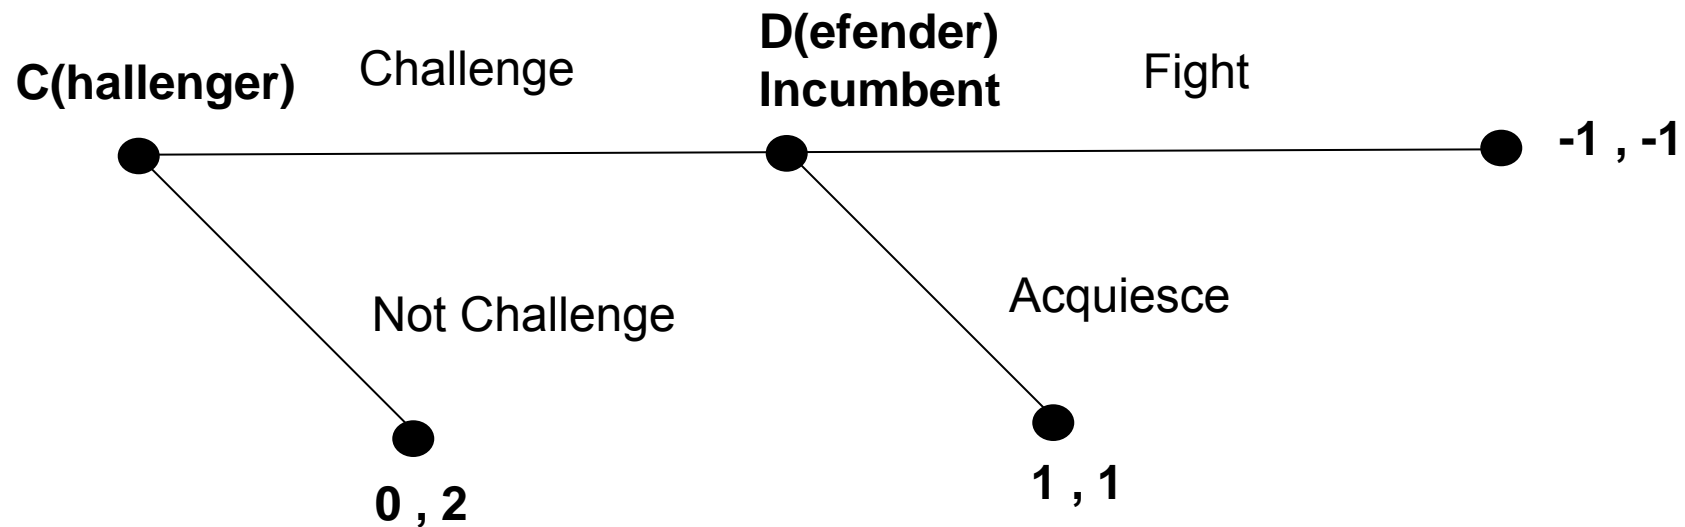 C(hallenger)
Challenge
D(efender)
Incumbent
Fight
-1 , -1
Not Challenge
Acquiesce
0 , 2
1 , 1